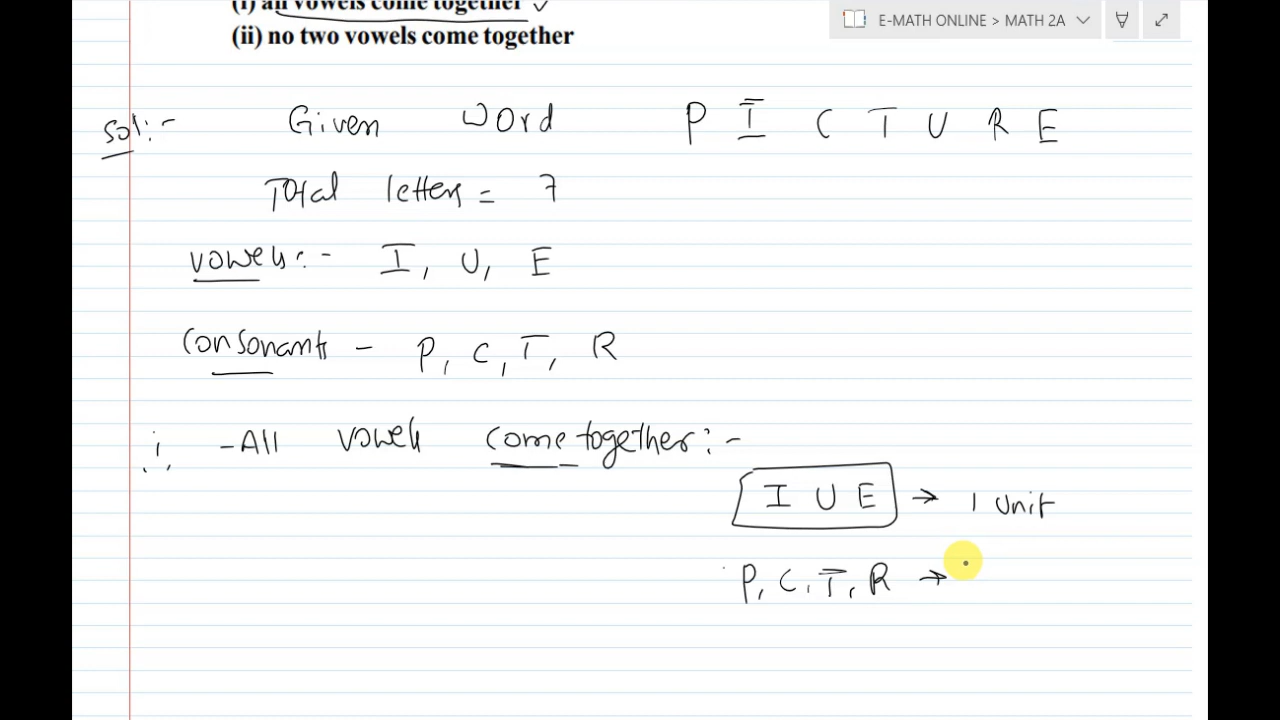 (i) all vowels come together ✓
E-MATH ONLINE > MATH 2A
(ii) no two vowels come together
Sol:- Given Word P I C T U R E
Total letters = 7
Vowels:- I, U, E
Consonants - P, C, T, R
i - All vowels come together:-
I U E → 1 Unit
P, C, T, R →